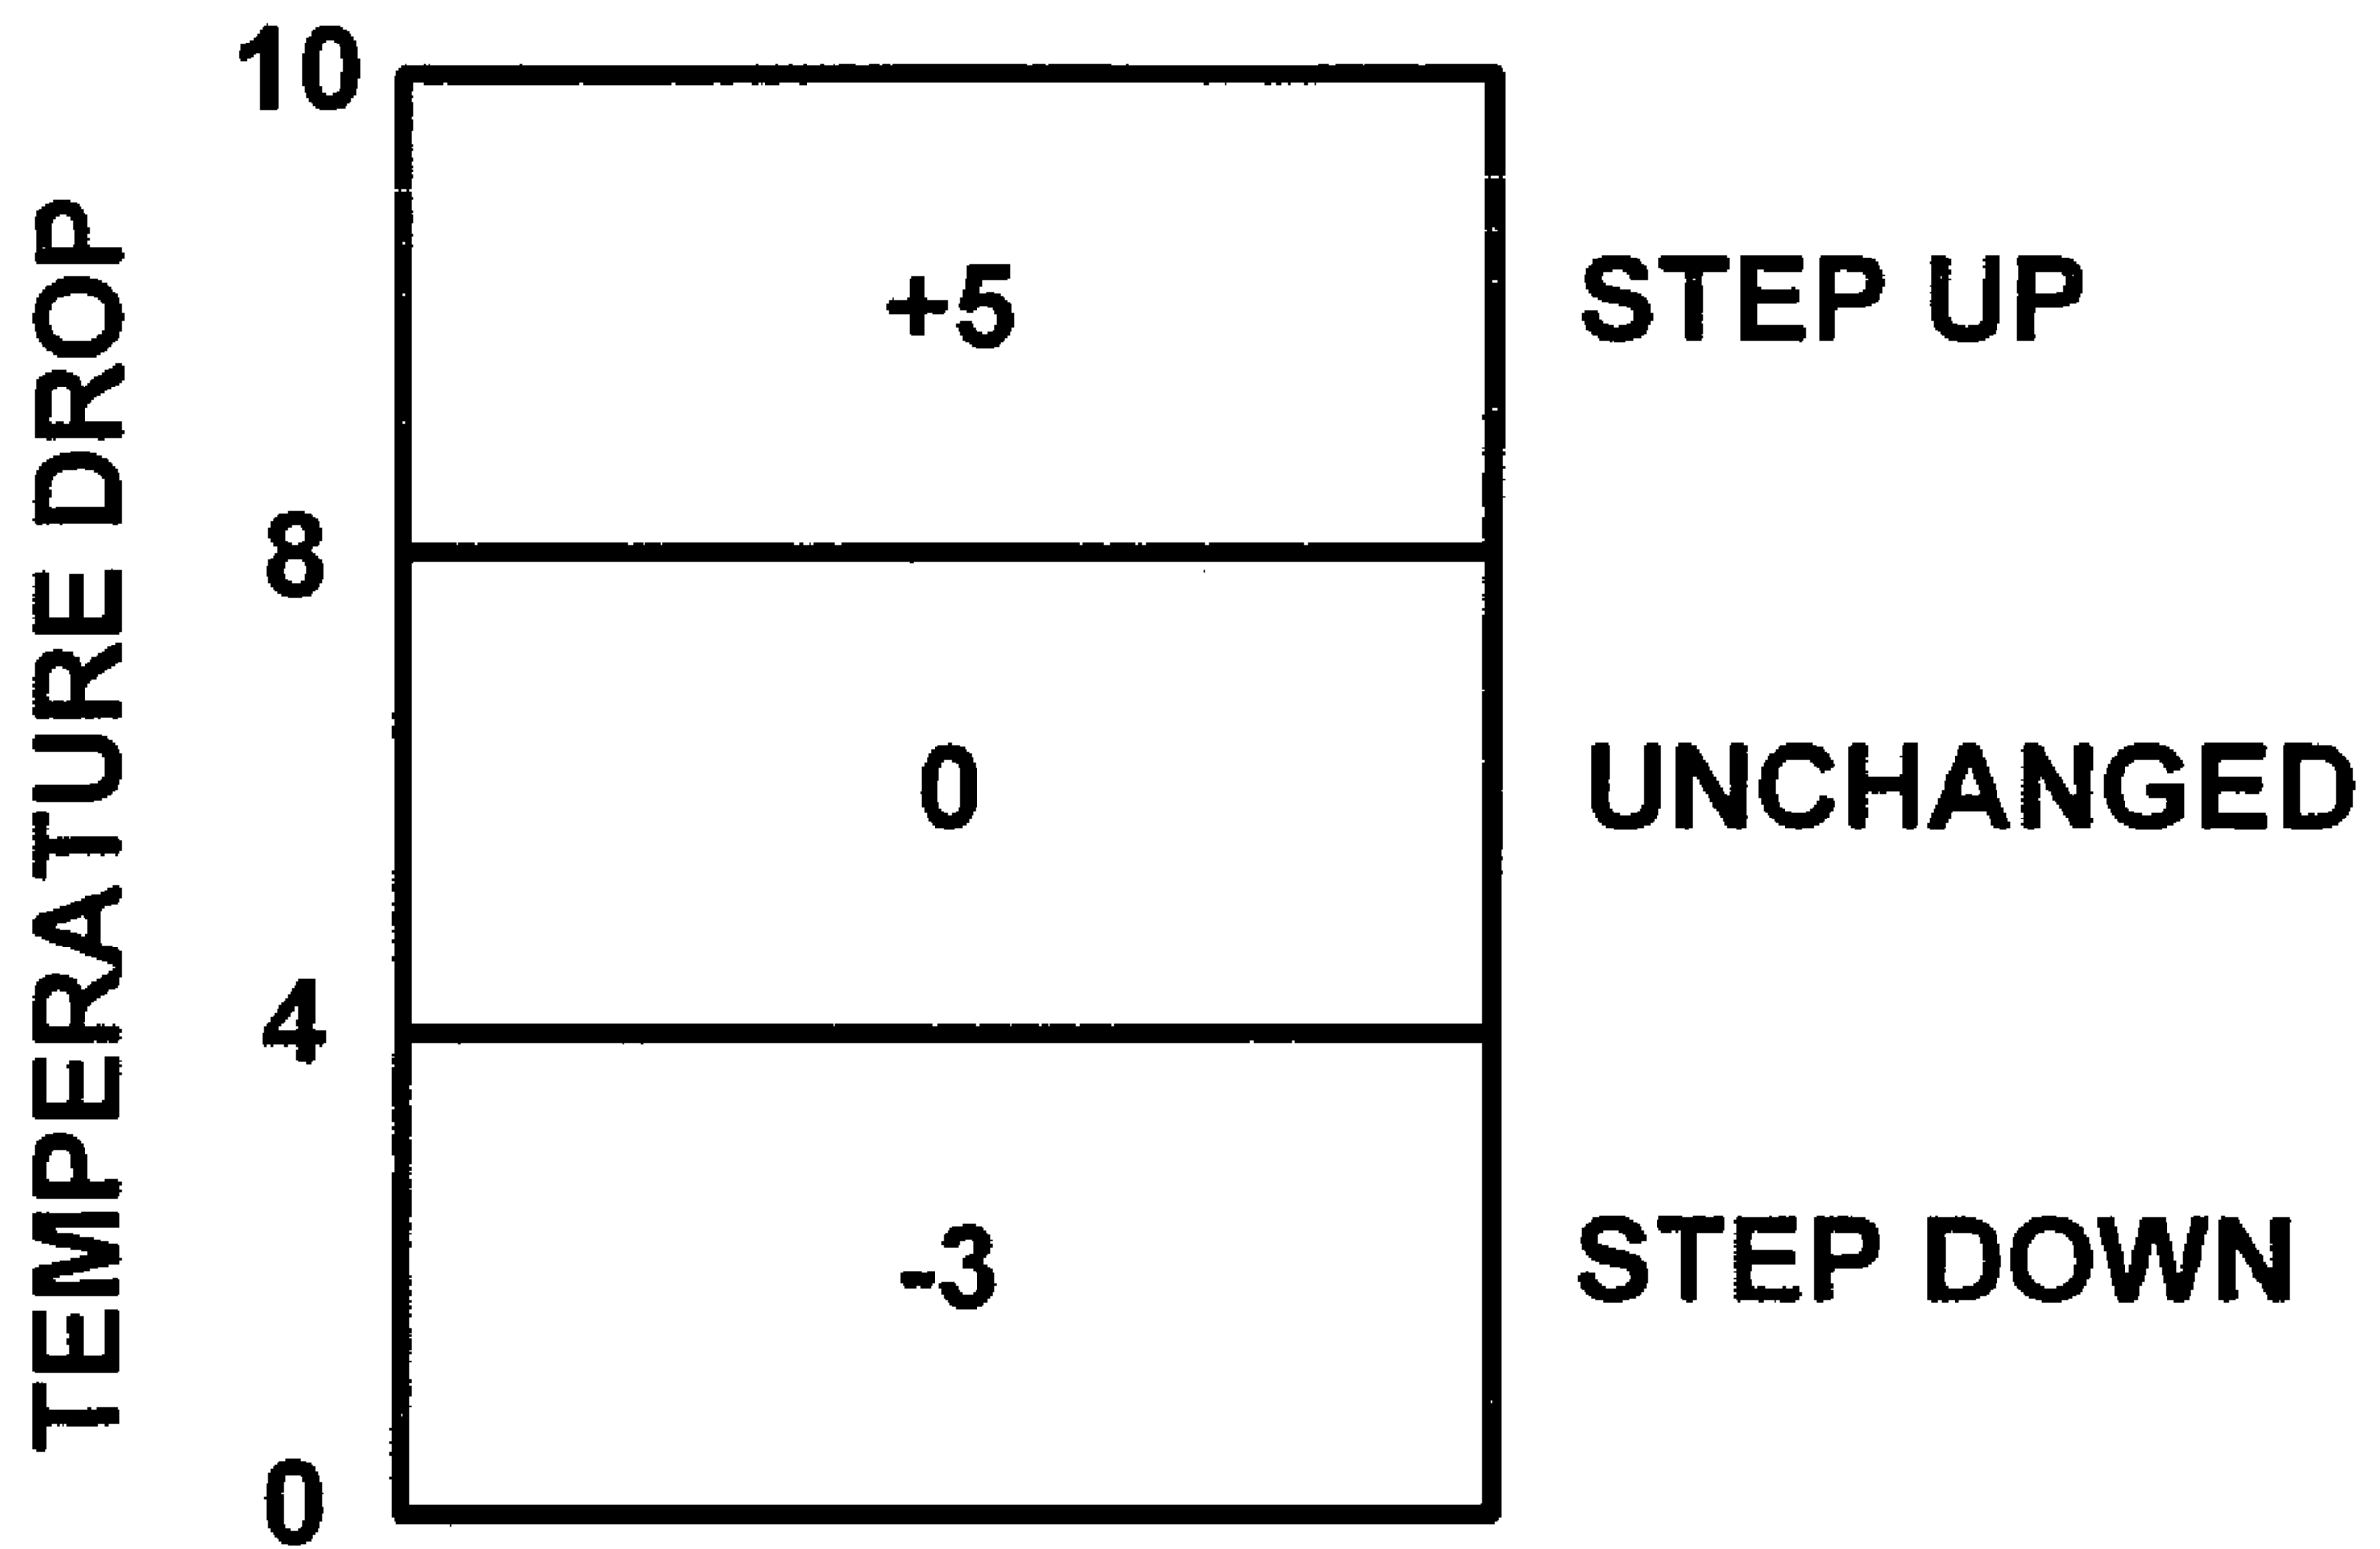 TEMPERATURE DROP
10
+5
STEP UP
8
0
UNCHANGED
4
-3
STEP DOWN
0